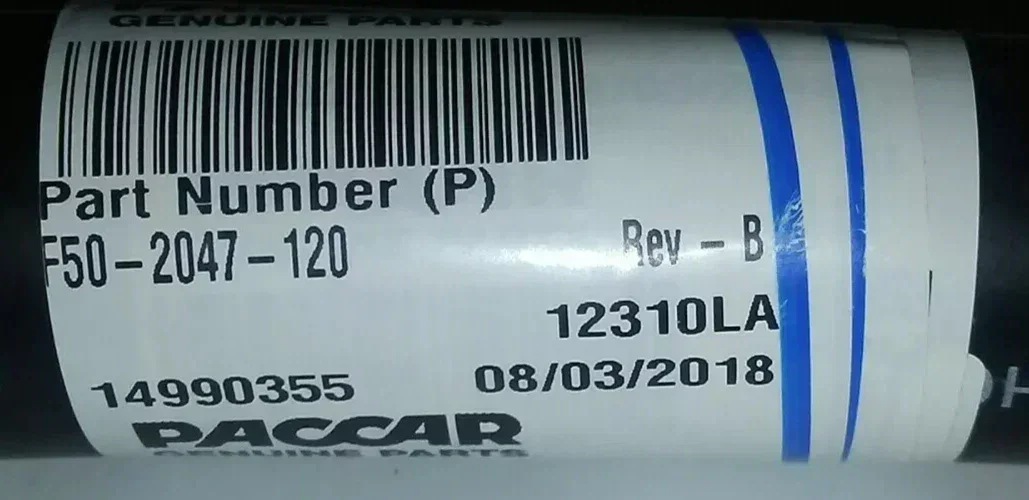 GENUINE PARTS
Part Number (P)
F50-2047-120
Rev - B
12310LA
14990355
08/03/2018
PACCAR
GENUINE PARTS